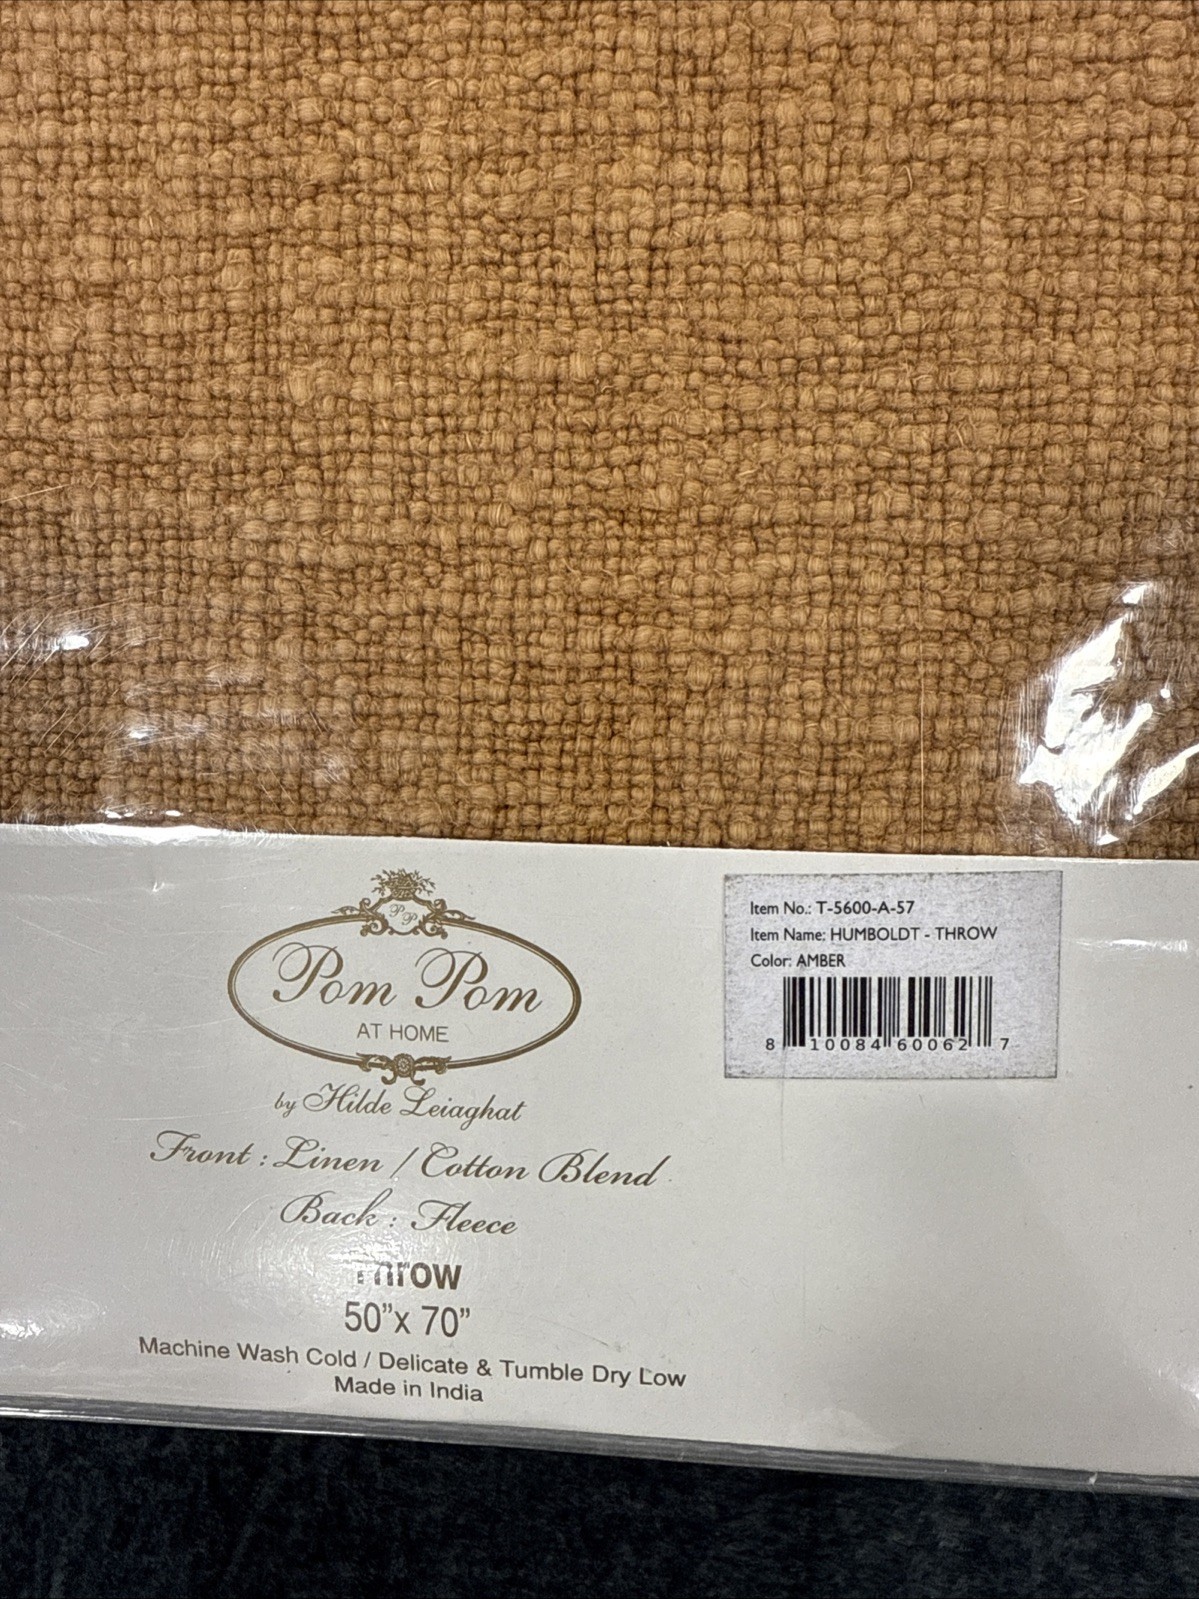 P P
Pom Pom
AT HOME
by Hilde Leiaghat
Front : Linen / Cotton Blend
Back : Fleece
Throw
50"x 70"
Machine Wash Cold / Delicate & Tumble Dry Low
Made in India
Item No.: T-5600-A-57
Item Name: HUMBOLDT - THROW
Color: AMBER
8 10084 60062 7